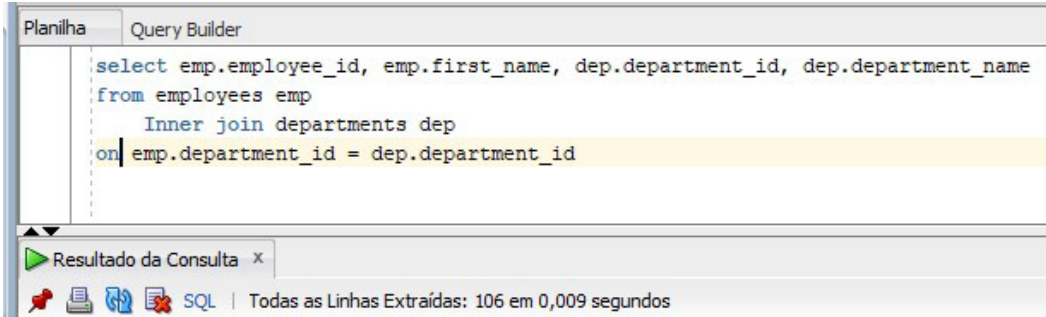 Planilha Query Builder
select emp.employee_id, emp.first_name, dep.department_id, dep.department_name
from employees emp
Inner join departments dep
on emp.department_id = dep.department_id
Resultado da Consulta x
SQL | Todas as Linhas Extraídas: 106 em 0,009 segundos